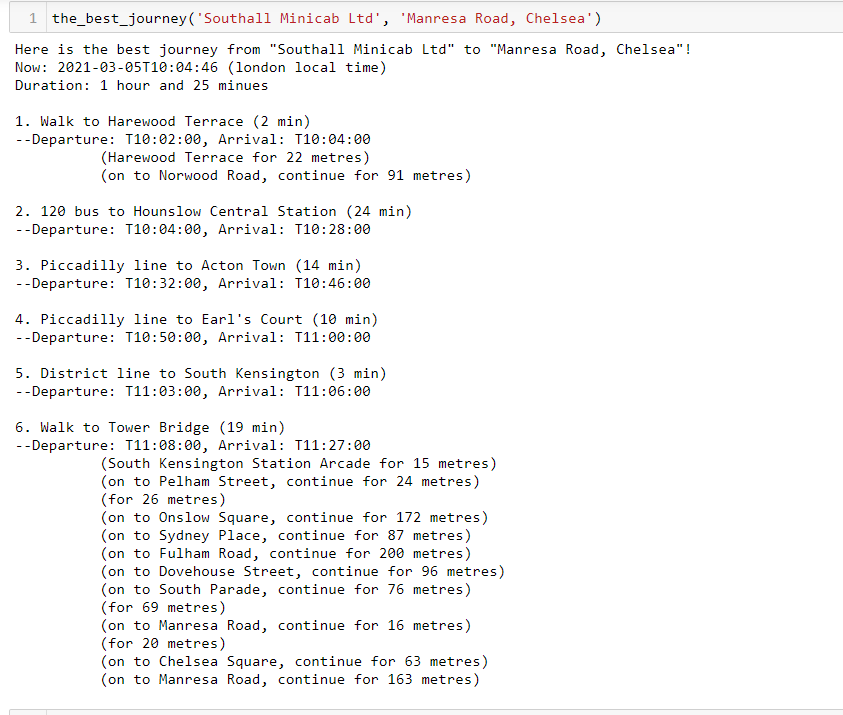 1 the_best_journey('Southall Minicab Ltd', 'Manresa Road, Chelsea')
Here is the best journey from "Southall Minicab Ltd" to "Manresa Road, Chelsea"!
Now: 2021-03-05T10:04:46 (london local time)
Duration: 1 hour and 25 minues
1. Walk to Harewood Terrace (2 min)
--Departure: T10:02:00, Arrival: T10:04:00
(Harewood Terrace for 22 metres)
(on to Norwood Road, continue for 91 metres)
2. 120 bus to Hounslow Central Station (24 min)
--Departure: T10:04:00, Arrival: T10:28:00
3. Piccadilly line to Acton Town (14 min)
--Departure: T10:32:00, Arrival: T10:46:00
4. Piccadilly line to Earl's Court (10 min)
--Departure: T10:50:00, Arrival: T11:00:00
5. District line to South Kensington (3 min)
--Departure: T11:03:00, Arrival: T11:06:00
6. Walk to Tower Bridge (19 min)
--Departure: T11:08:00, Arrival: T11:27:00
(South Kensington Station Arcade for 15 metres)
(on to Pelham Street, continue for 24 metres)
(for 26 metres)
(on to Onslow Square, continue for 172 metres)
(on to Sydney Place, continue for 87 metres)
(on to Fulham Road, continue for 200 metres)
(on to Dovehouse Street, continue for 96 metres)
(on to South Parade, continue for 76 metres)
(for 69 metres)
(on to Manresa Road, continue for 16 metres)
(for 20 metres)
(on to Chelsea Square, continue for 63 metres)
(on to Manresa Road, continue for 163 metres)